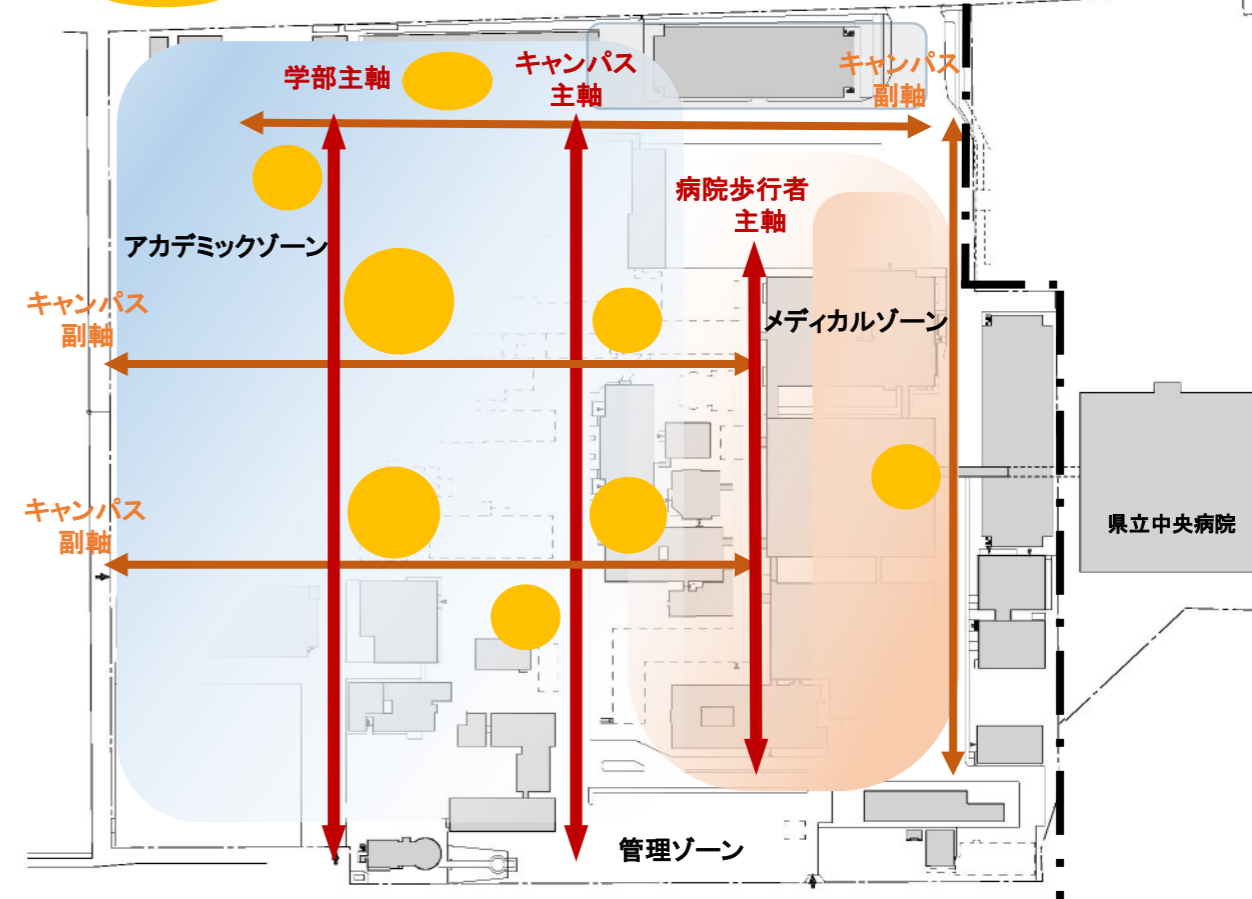 学部主軸
キャンパス
主軸
キャンパス
副軸
病院歩行者
主軸
アカデミックゾーン
キャンパス
副軸
メディカルゾーン
キャンパス
副軸
県立中央病院
管理ゾーン